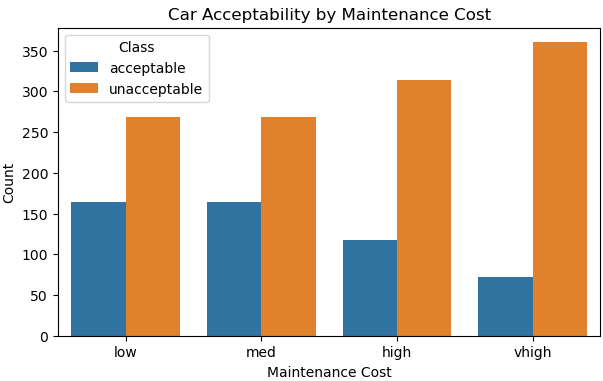 Car Acceptability by Maintenance Cost
Class
acceptable
unacceptable
350
300
250
200
150
100
50
0
Count
low
med
high
vhigh
Maintenance Cost